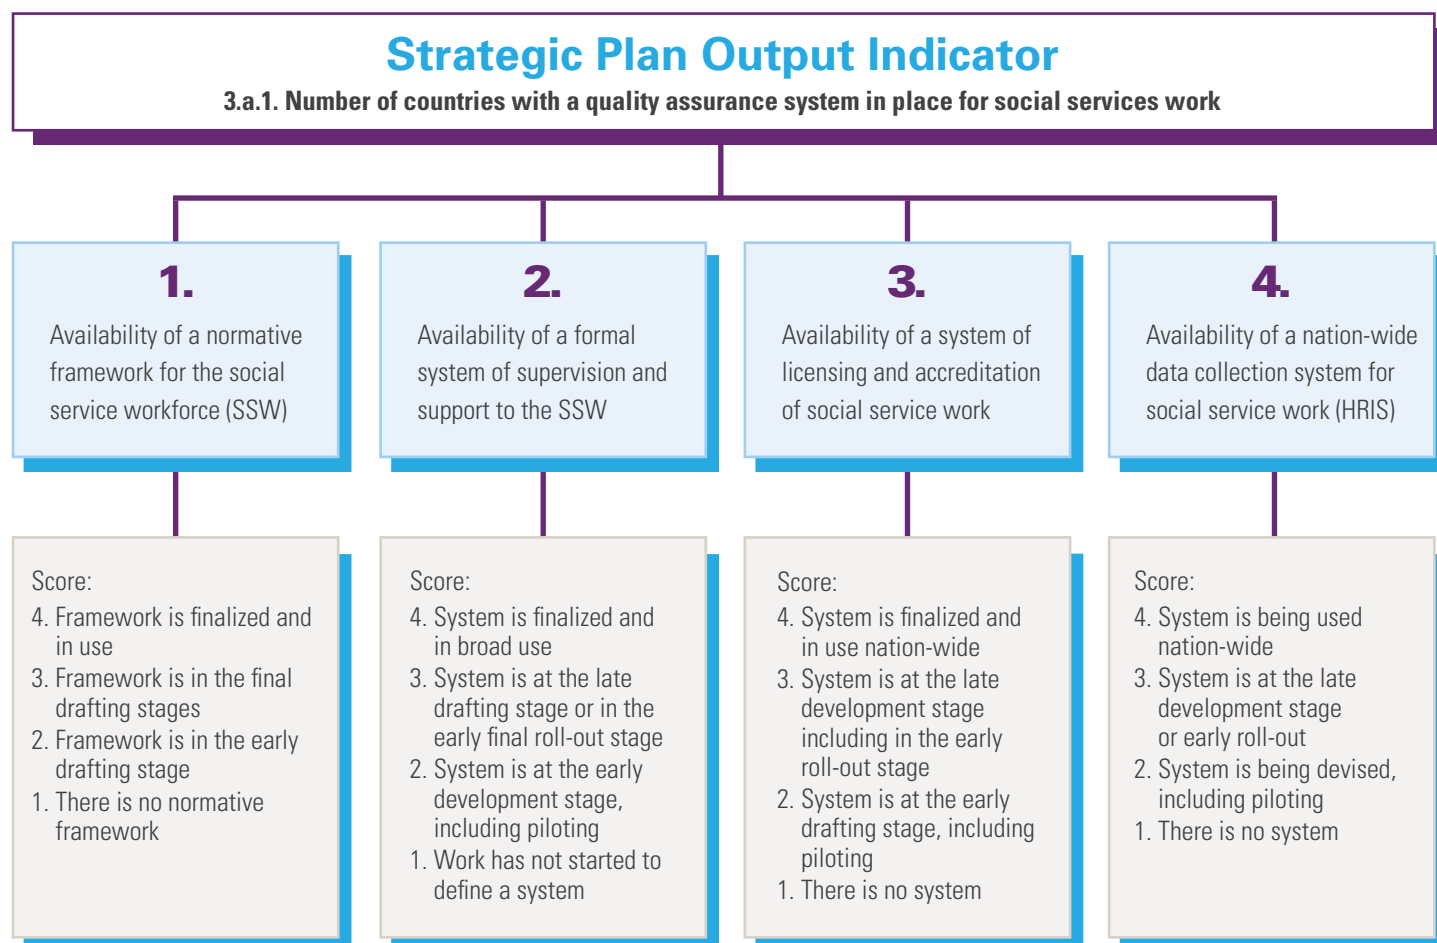 Strategic Plan Output Indicator
3.a.1. Number of countries with a quality assurance system in place for social services work
1.
Availability of a normative
framework for the social
service workforce (SSW)
2.
Availability of a formal
system of supervision and
support to the SSW
3.
Availability of a system of
licensing and accreditation
of social service work
4.
Availability of a nation-wide
data collection system for
social service work (HRIS)
Score:
4. Framework is finalized and
in use
3. Framework is in the final
drafting stages
2. Framework is in the early
drafting stage
1. There is no normative
framework
Score:
4. System is finalized and
in broad use
3. System is at the late
drafting stage or in the
early final roll-out stage
2. System is at the early
development stage,
including piloting
1. Work has not started to
define a system
Score:
4. System is finalized and
in use nation-wide
3. System is at the late
development stage
including in the early
roll-out stage
2. System is at the early
drafting stage, including
piloting
1. There is no system
Score:
4. System is being used
nation-wide
3. System is at the late
development stage
or early roll-out
2. System is being devised,
including piloting
1. There is no system